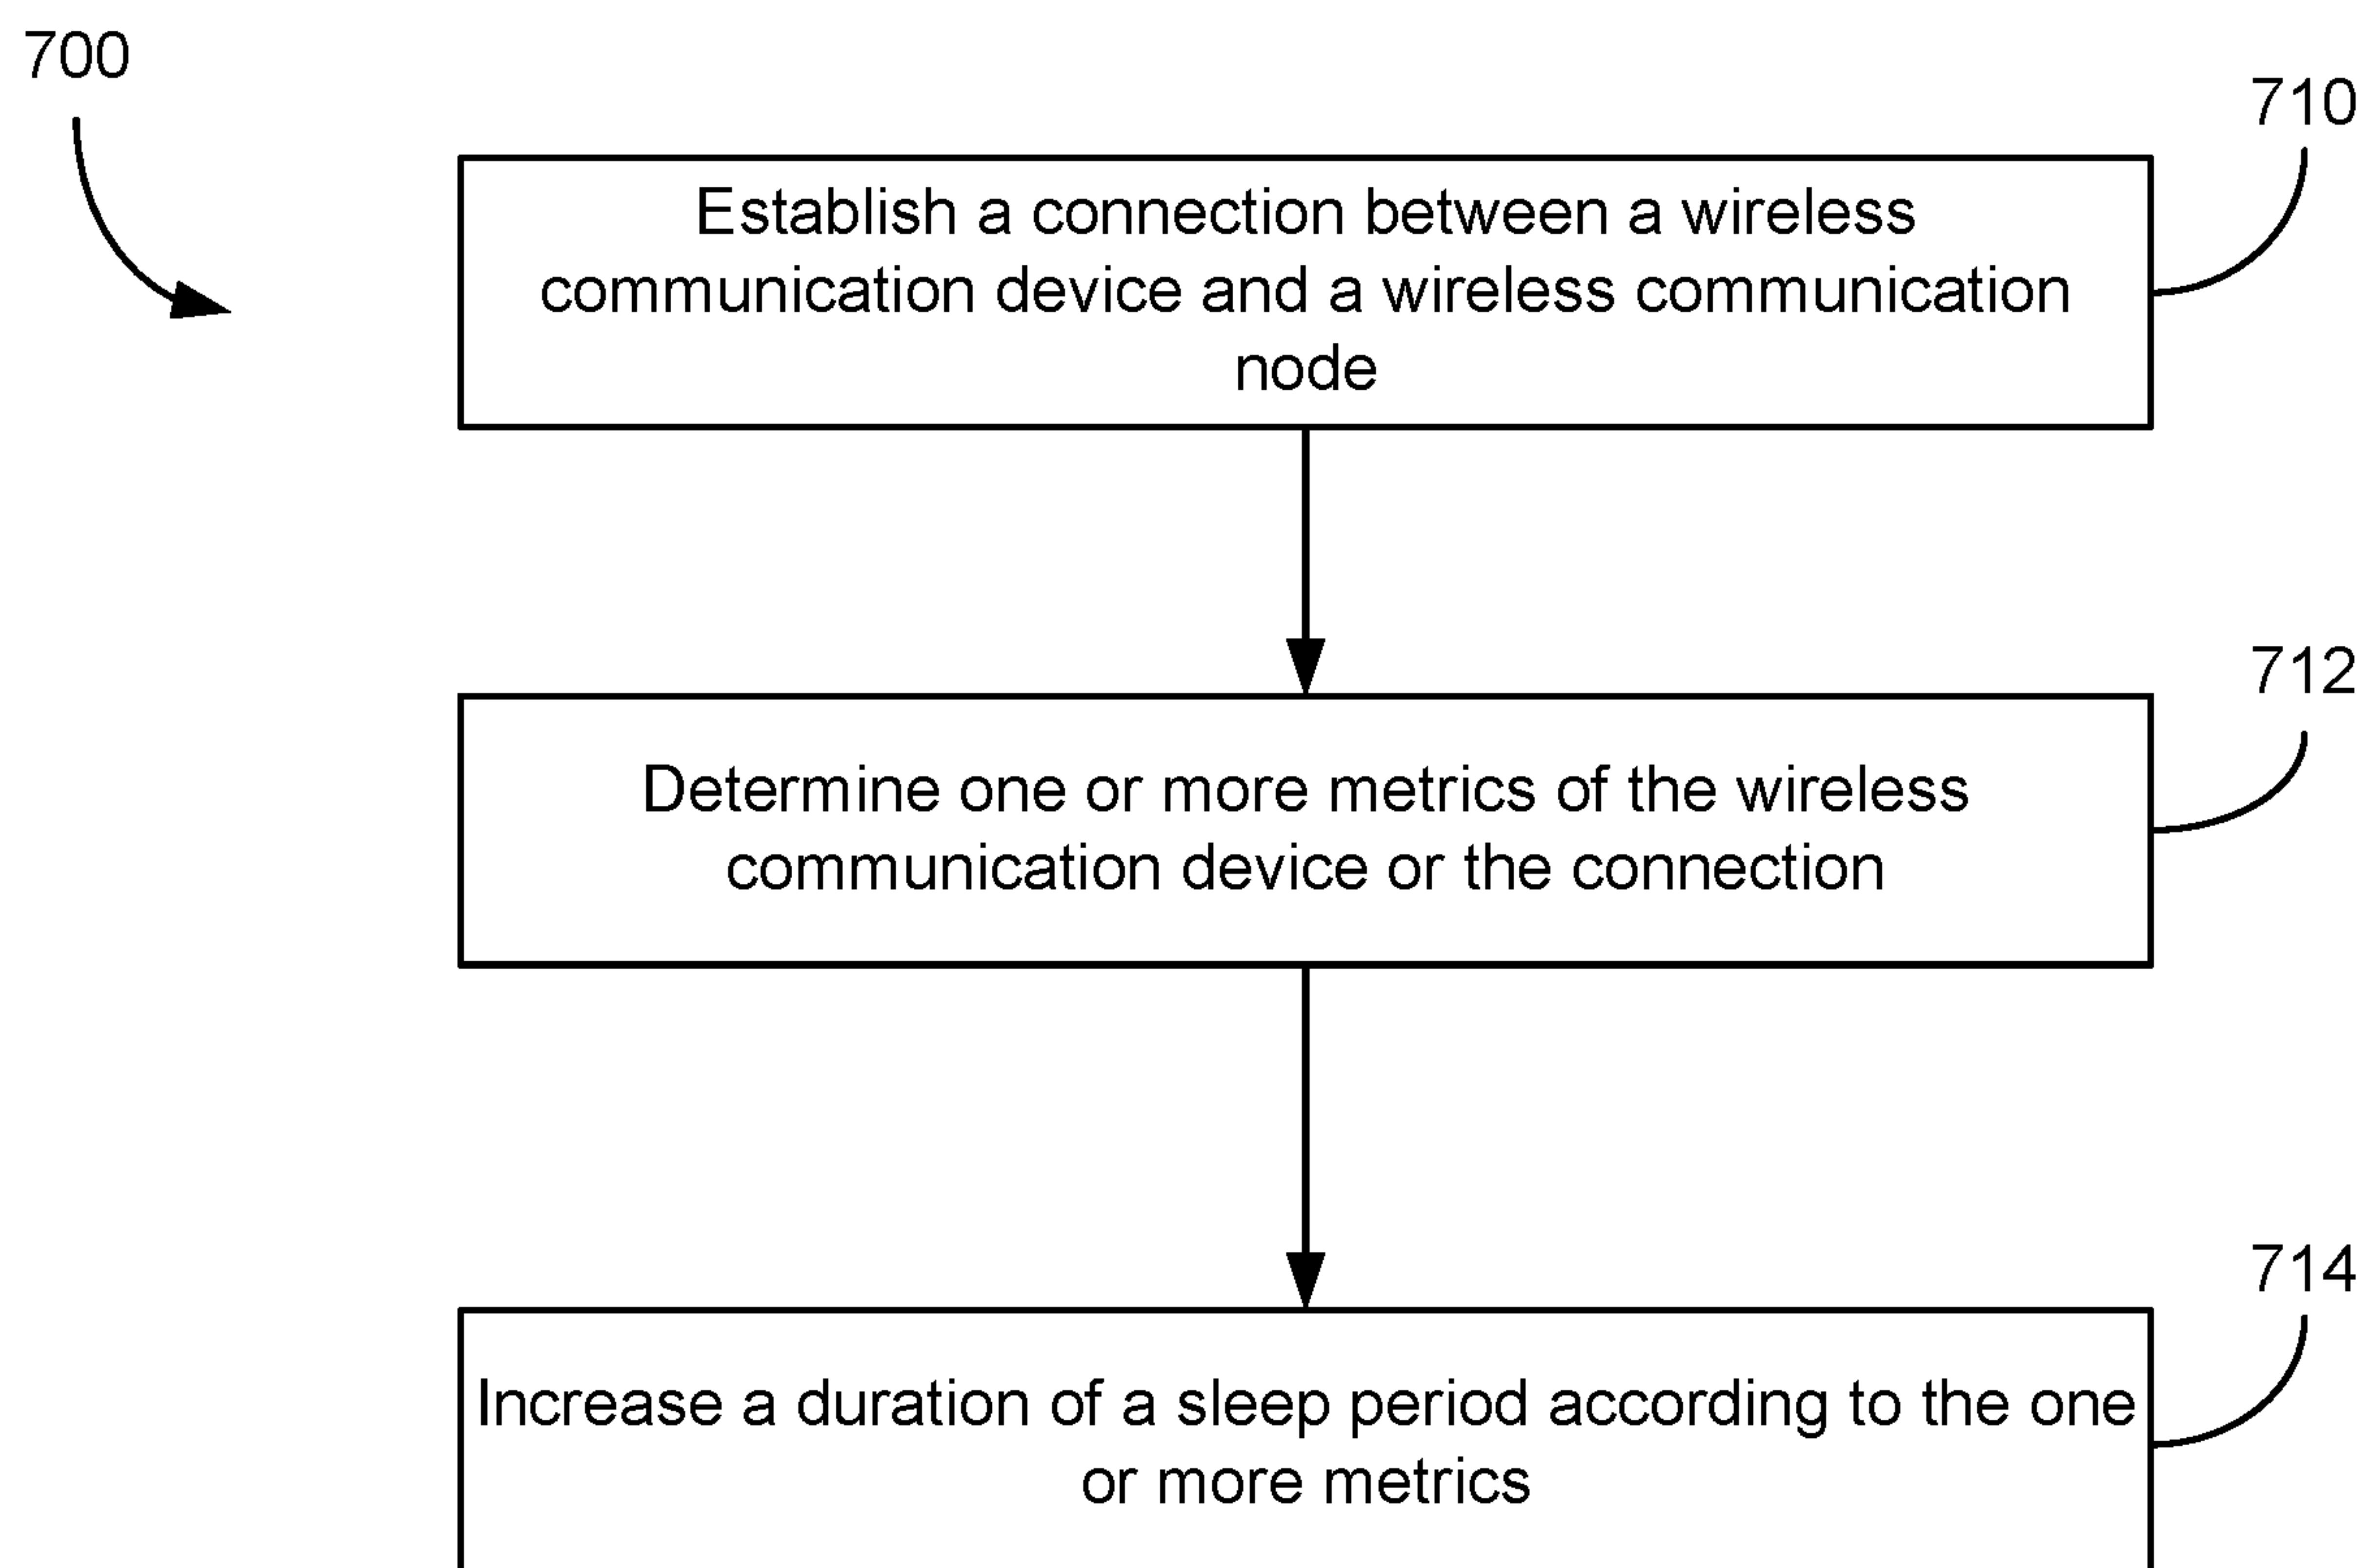 700
710
Establish a connection between a wireless
communication device and a wireless communication
node
712
Determine one or more metrics of the wireless
communication device or the connection
714
Increase a duration of a sleep period according to the one
or more metrics